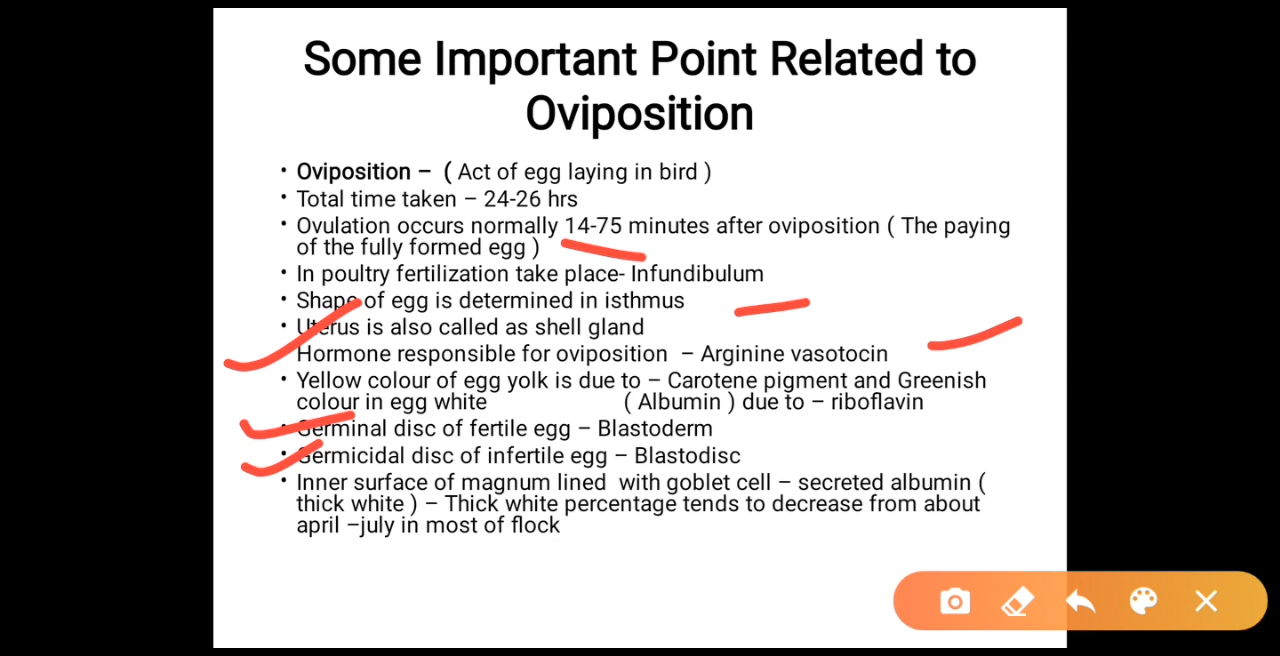 Some Important Point Related to
Oviposition
• Oviposition – ( Act of egg laying in bird )
• Total time taken – 24-26 hrs
• Ovulation occurs normally 14-75 minutes after oviposition ( The paying
of the fully formed egg )
• In poultry fertilization take place- Infundibulum
• Shape of egg is determined in isthmus
• Uterus is also called as shell gland
Hormone responsible for oviposition – Arginine vasotocin
• Yellow colour of egg yolk is due to – Carotene pigment and Greenish
colour in egg white ( Albumin ) due to – riboflavin
• Germinal disc of fertile egg – Blastoderm
• Germicidal disc of infertile egg – Blastodisc
• Inner surface of magnum lined with goblet cell – secreted albumin (
thick white ) – Thick white percentage tends to decrease from about
april –july in most of flock